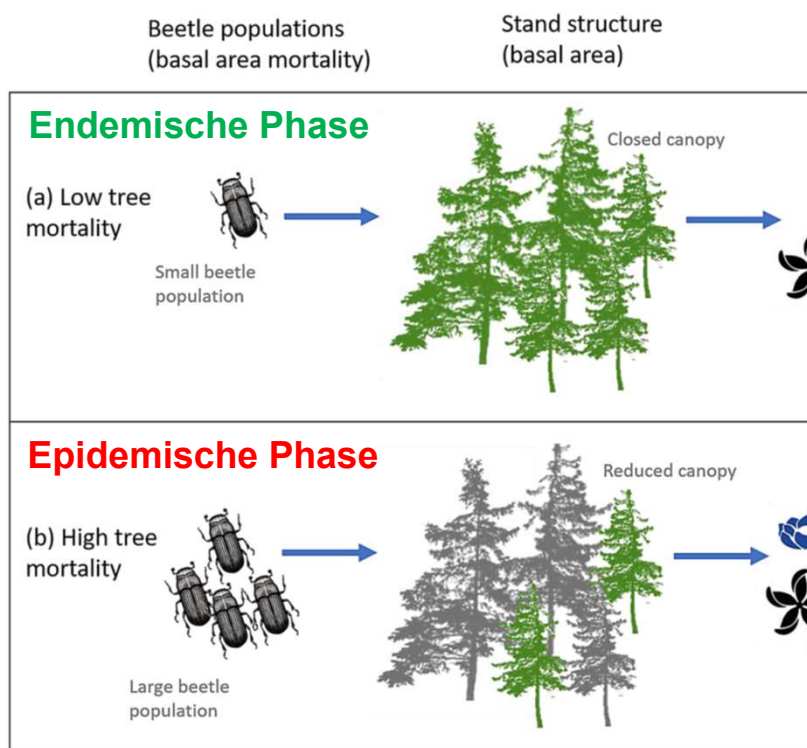 Beetle populations
(basal area mortality)
Stand structure
(basal area)
Endemische Phase
Closed canopy
(a) Low tree
mortality
Small beetle
population
Epidemische Phase
Reduced canopy
(b) High tree
mortality
Large beetle
population